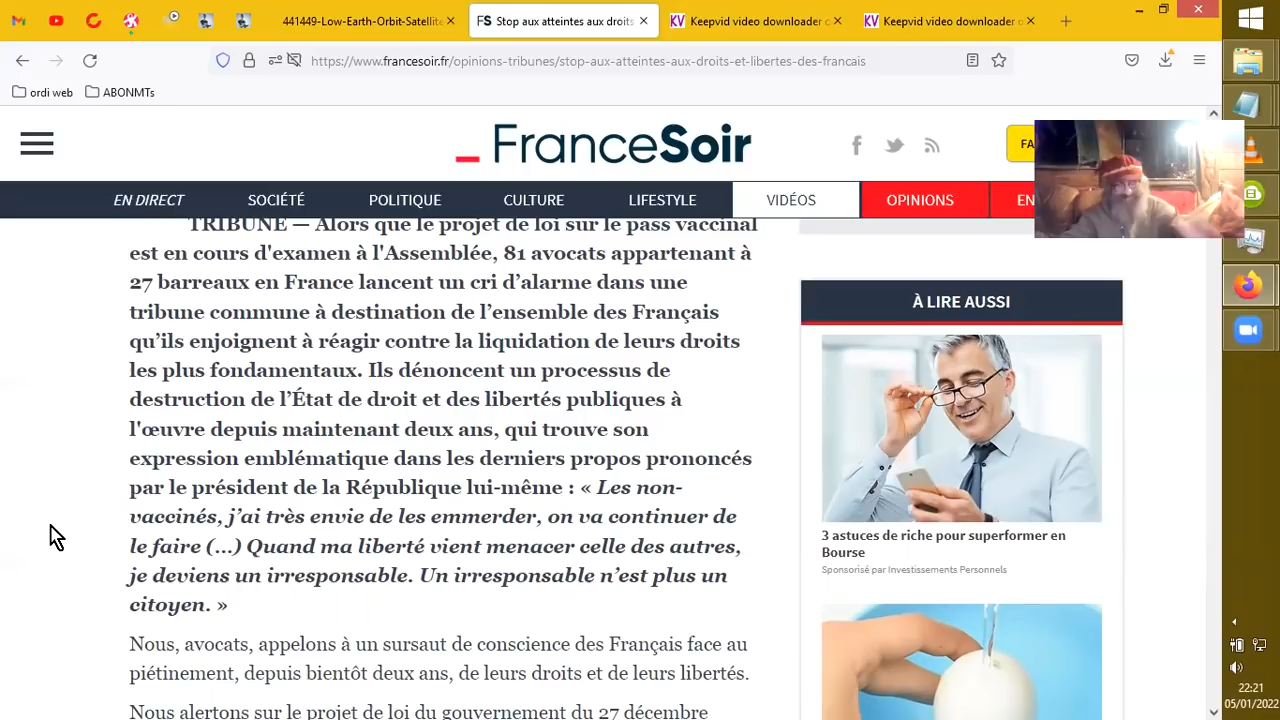 441449-Low-Earth-Orbit-Satellite
Stop aux atteintes aux droits
Keepvid video downloader o
Keepvid video downloader o
https://www.francesoir.fr/opinions-tribunes/stop-aux-atteintes-aux-droits-et-libertes-des-francais
ordi web
ABONMTs
_ FranceSoir
FA
EN DIRECT
SOCIÉTÉ
POLITIQUE
CULTURE
LIFESTYLE
VIDÉOS
OPINIONS
EN
TRIBUNE — Alors que le projet de loi sur le pass vaccinal
est en cours d'examen à l'Assemblée, 81 avocats appartenant à
27 barreaux en France lancent un cri d’alarme dans une
tribune commune à destination de l’ensemble des Français
qu’ils enjoignent à réagir contre la liquidation de leurs droits
les plus fondamentaux. Ils dénoncent un processus de
destruction de l’État de droit et des libertés publiques à
l'œuvre depuis maintenant deux ans, qui trouve son
expression emblématique dans les derniers propos prononcés
par le président de la République lui-même : « Les non-
vaccinés, j’ai très envie de les emmerder, on va continuer de
le faire (…) Quand ma liberté vient menacer celle des autres,
je deviens un irresponsable. Un irresponsable n’est plus un
citoyen. »
Nous, avocats, appelons à un sursaut de conscience des Français face au
piétinement, depuis bientôt deux ans, de leurs droits et de leurs libertés.
Nous alertons sur le projet de loi du gouvernement du 27 décembre
À LIRE AUSSI
3 astuces de riche pour superformer en
Bourse
Sponsorisé par Investissements Personnels
22:21
05/01/2022